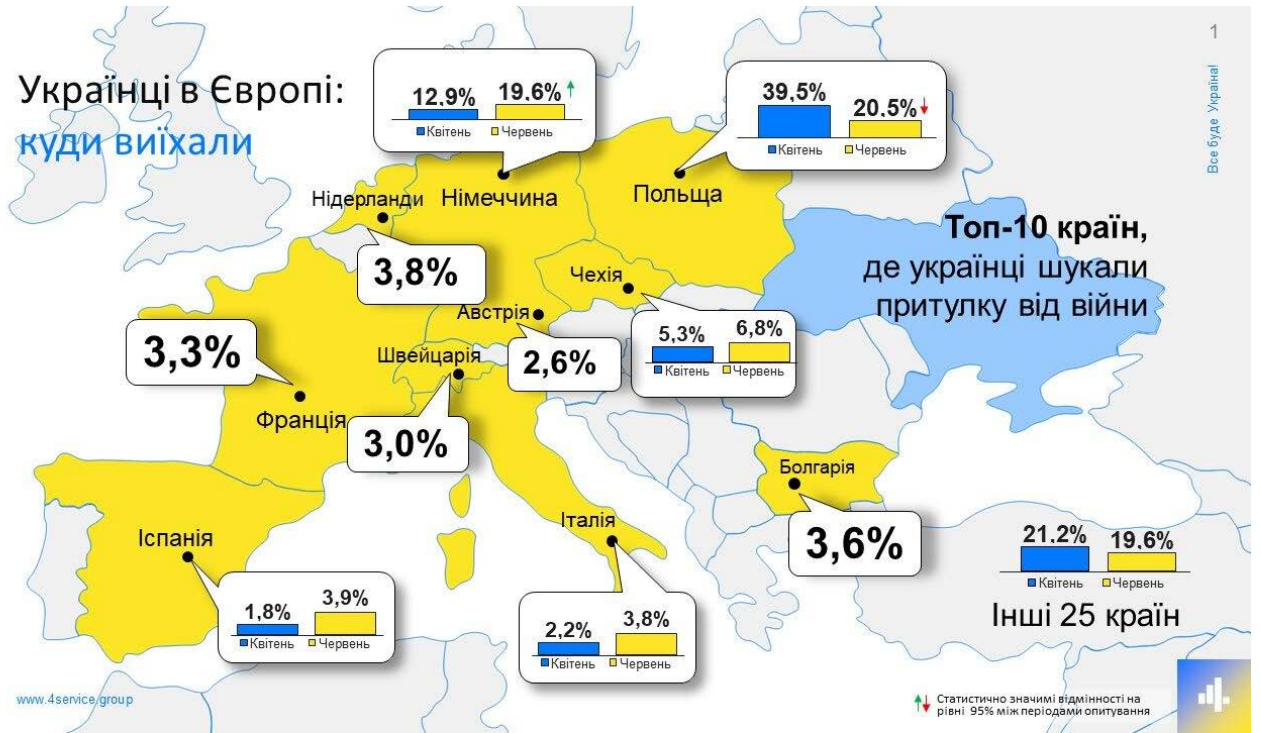 1
Все буде Україна!
Українці в Європі:
куди виїхали
12,9% 19,6%
Квітень Червень
39,5% 20,5%
Квітень Червень
Нідерланди
Німеччина
Польща
3,8%
Топ-10 країн,
де українці шукали
притулку від війни
Чехія
5,3% 6,8%
Квітень Червень
Австрія
2,6%
3,3%
Швейцарія
3,0%
Франція
Болгарія
3,6%
Іспанія
1,8% 3,9%
Квітень Червень
Італія
2,2% 3,8%
Квітень Червень
21,2% 19,6%
Квітень Червень
Інші 25 країн
www.4service.group
Статистично значимі відмінності на
рівні 95% між періодами опитування